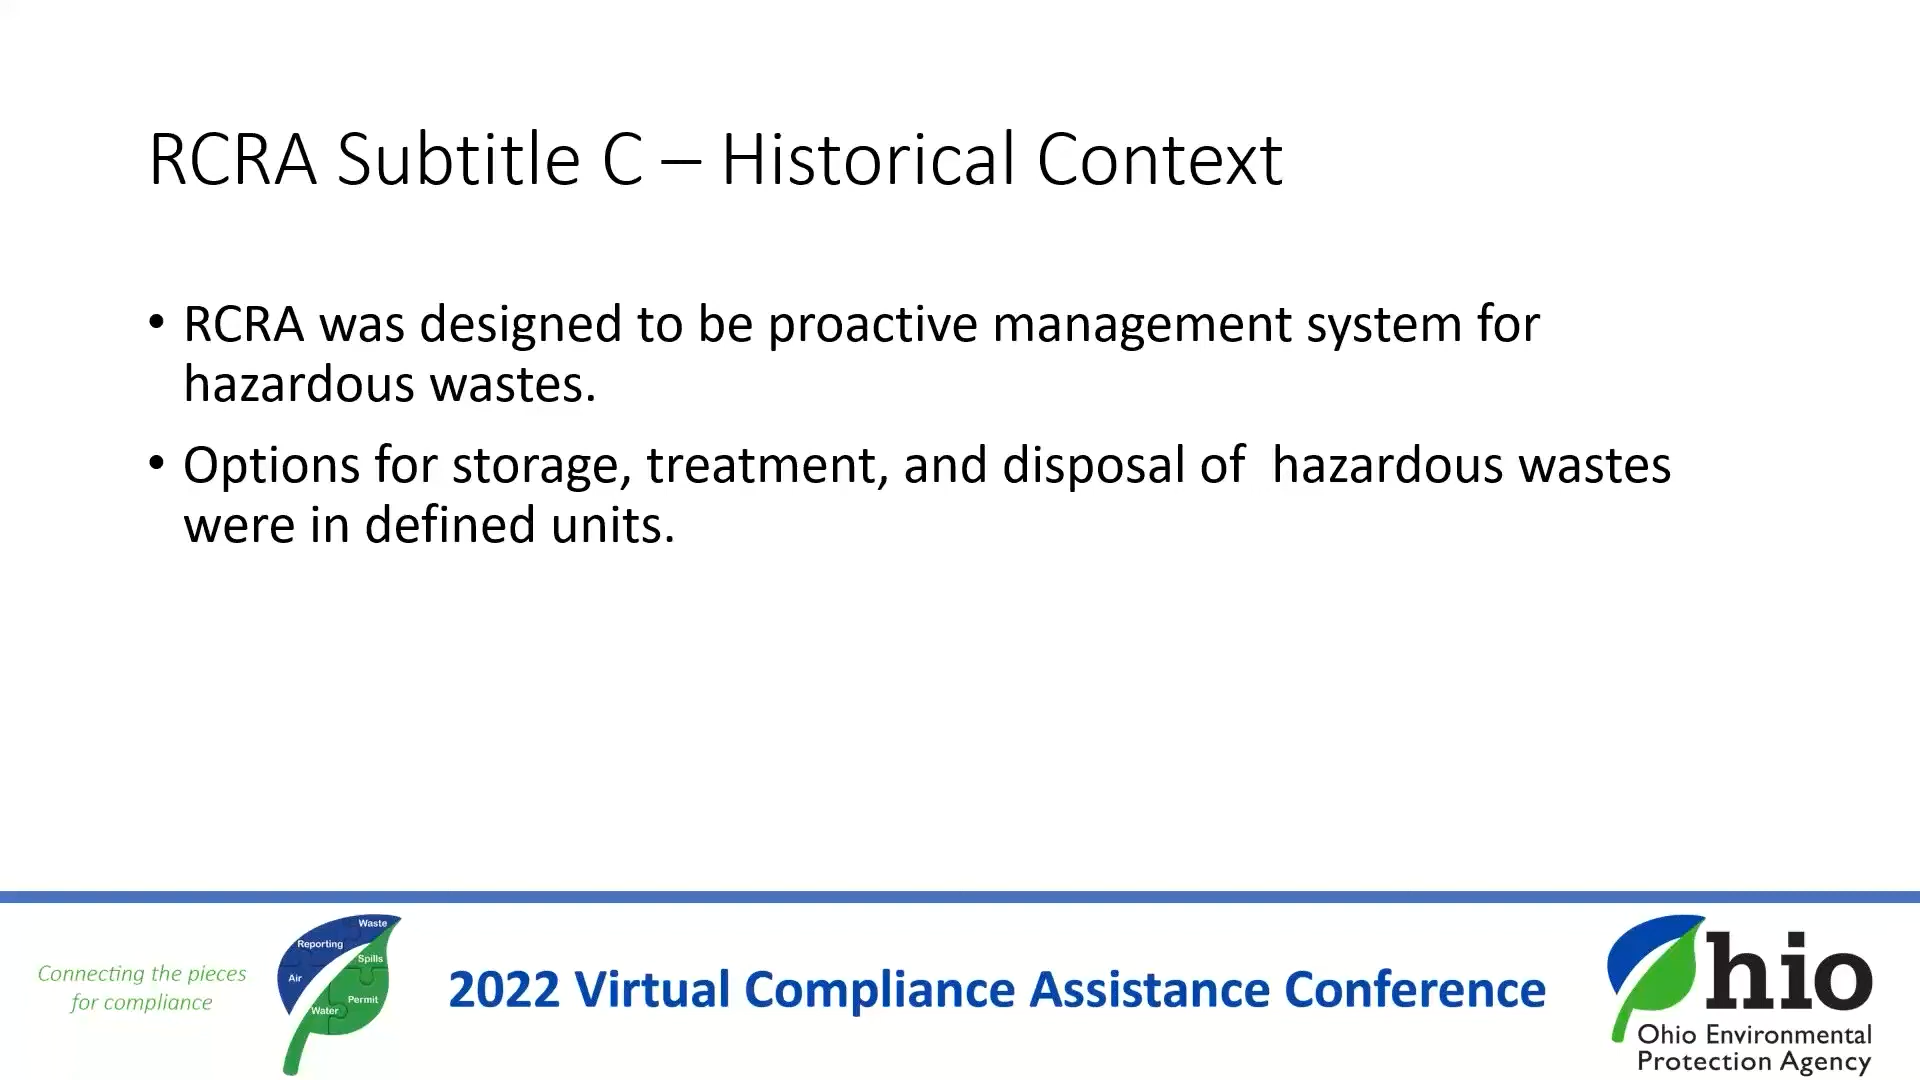 RCRA Subtitle C – Historical Context
• RCRA was designed to be proactive management system for
hazardous wastes.
• Options for storage, treatment, and disposal of  hazardous wastes
were in defined units.
Connecting the pieces
for compliance
Waste
Reporting
Spills
Air
Permit
Water
2022 Virtual Compliance Assistance Conference
hio
Ohio Environmental
Protection Agency